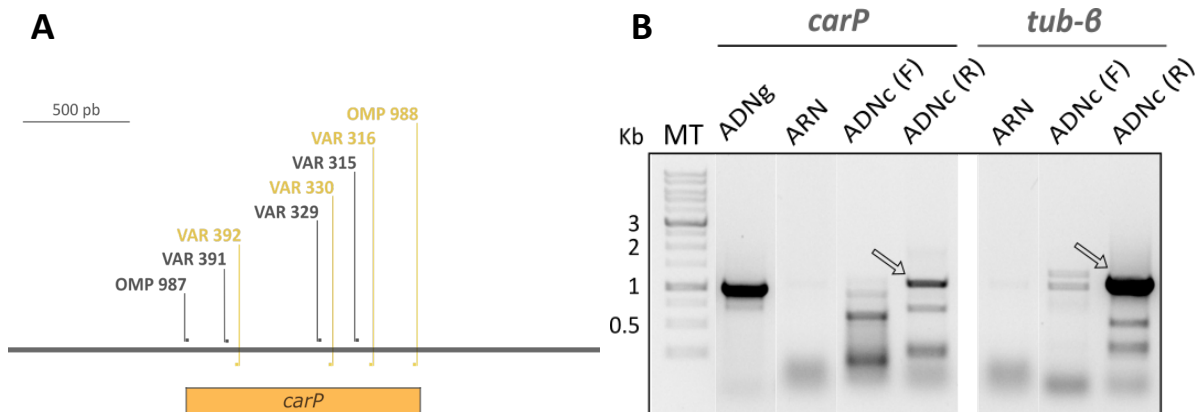 A
500 pb
OMP 988
VAR 316
VAR 315
VAR 330
VAR 329
VAR 392
VAR 391
OMP 987
carP
B
carP
tub-β
Kb
MT
ADNg
ARN
ADNc (F)
ADNc (R)
ARN
ADNc (F)
ADNc (R)
3
2
1
0.5